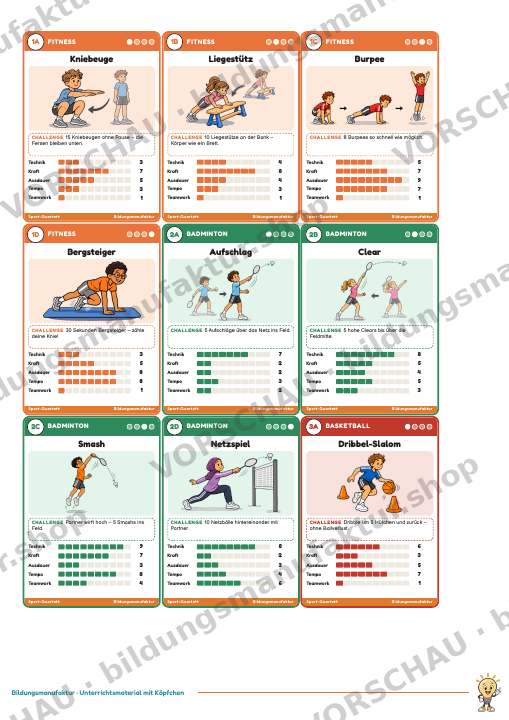 1A FITNESS
Kniebeuge
CHALLENGE 15 Kniebeugen ohne Pause – die
Fersen bleiben unten.
Technik 3
Kraft 7
Ausdauer 5
Tempo 3
Teamwork 1
Sport-Quartett Bildungsmanufaktur
1B FITNESS
Liegestütz
CHALLENGE 10 Liegestütze an der Bank –
Körper wie ein Brett.
Technik 4
Kraft 8
Ausdauer 4
Tempo 3
Teamwork 1
Sport-Quartett Bildungsmanufaktur
1C FITNESS
Burpee
CHALLENGE 8 Burpees so schnell wie möglich.
Technik 5
Kraft 7
Ausdauer 9
Tempo 7
Teamwork 1
Sport-Quartett Bildungsmanufaktur
1D FITNESS
Bergsteiger
CHALLENGE 30 Sekunden Bergsteiger – zähle
deine Knie!
Technik 3
Kraft 5
Ausdauer 8
Tempo 8
Teamwork 1
Sport-Quartett Bildungsmanufaktur
2A BADMINTON
Aufschlag
CHALLENGE 5 Aufschläge über das Netz ins Feld.
Technik 7
Kraft 2
Ausdauer 2
Tempo 3
Teamwork 2
Sport-Quartett Bildungsmanufaktur
2B BADMINTON
Clear
CHALLENGE 5 hohe Clears bis über die
Feldmitte.
Technik 8
Kraft 5
Ausdauer 4
Tempo 5
Teamwork 3
Sport-Quartett Bildungsmanufaktur
2C BADMINTON
Smash
CHALLENGE Partner wirft hoch – 5 Smashs ins
Feld.
Technik 9
Kraft 7
Ausdauer 3
Tempo 8
Teamwork 4
Sport-Quartett Bildungsmanufaktur
2D BADMINTON
Netzspiel
CHALLENGE 10 Netzbälle hintereinander mit
Partner.
Technik 8
Kraft 2
Ausdauer 3
Tempo 4
Teamwork 6
Sport-Quartett Bildungsmanufaktur
3A BASKETBALL
Dribbel-Slalom
CHALLENGE Dribble um 5 Hütchen und zurück –
ohne Ballverlust.
Technik 6
Kraft 3
Ausdauer 5
Tempo 7
Teamwork 1
Sport-Quartett Bildungsmanufaktur
Bildungsmanufaktur · Unterrichtsmaterial mit Köpfchen
VORSCHAU · bildungsmanufaktur.shop